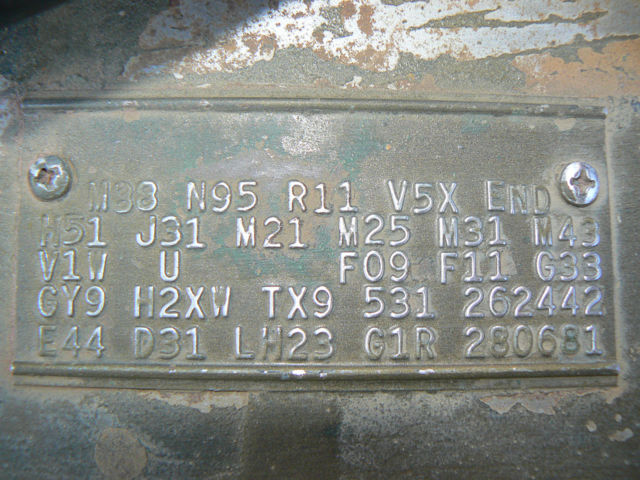 M38 N95 R11 V5X END
H51 J31 M21 M25 M31 M43
V1W U F09 F11 G33
GY9 H2XW TX9 531 262442
E44 D31 LH23 G1R 280681